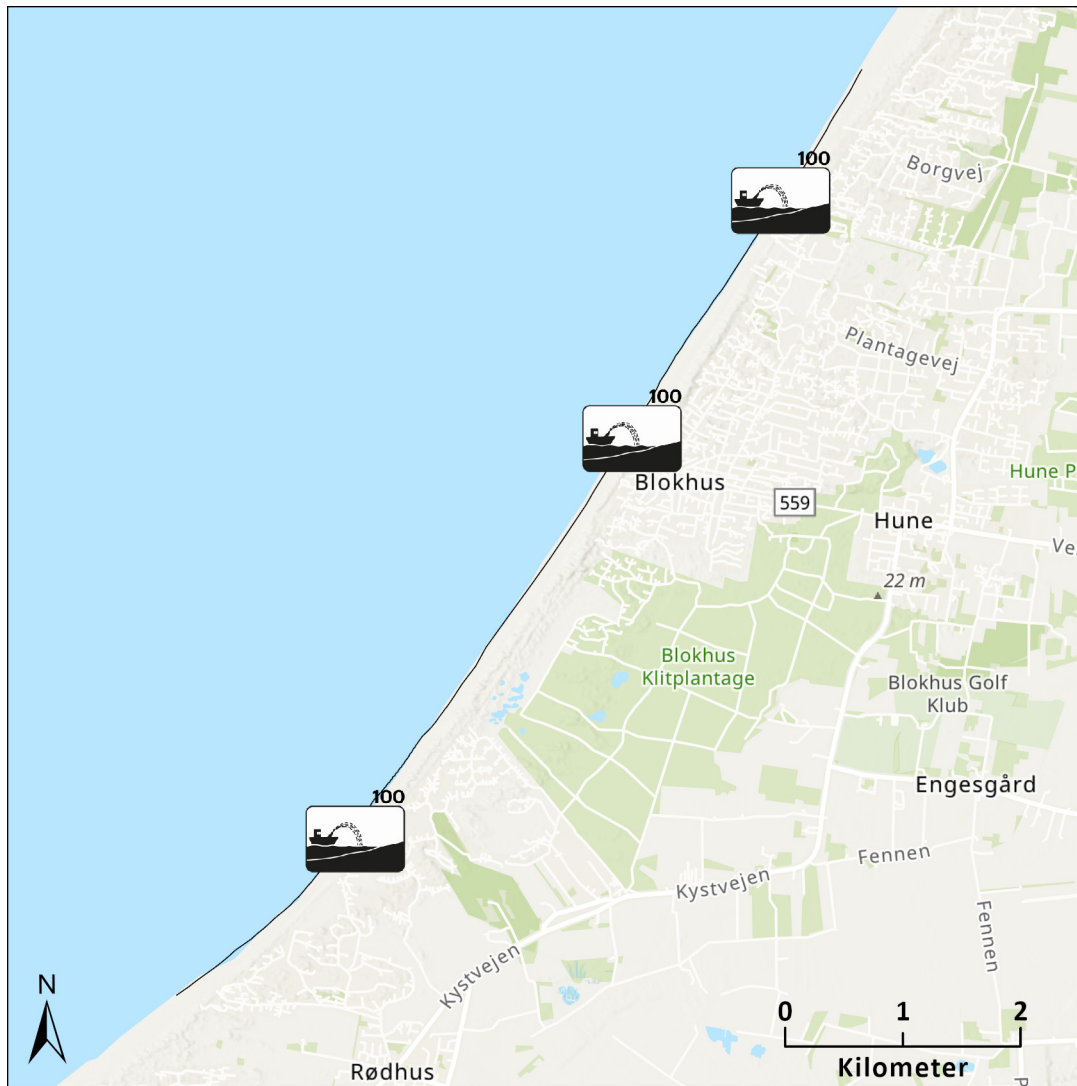 100
Borgvej
Plantagevej
100
Blokhus
559
Hune P
Hune
Ve
22 m
Blokhus
Klitplantage
Blokhus Golf
Klub
Engesgård
100
Fennen
Kystvejen
Fennen
Kystvejen
N
0 1 2
Kilometer
Rødhus
P